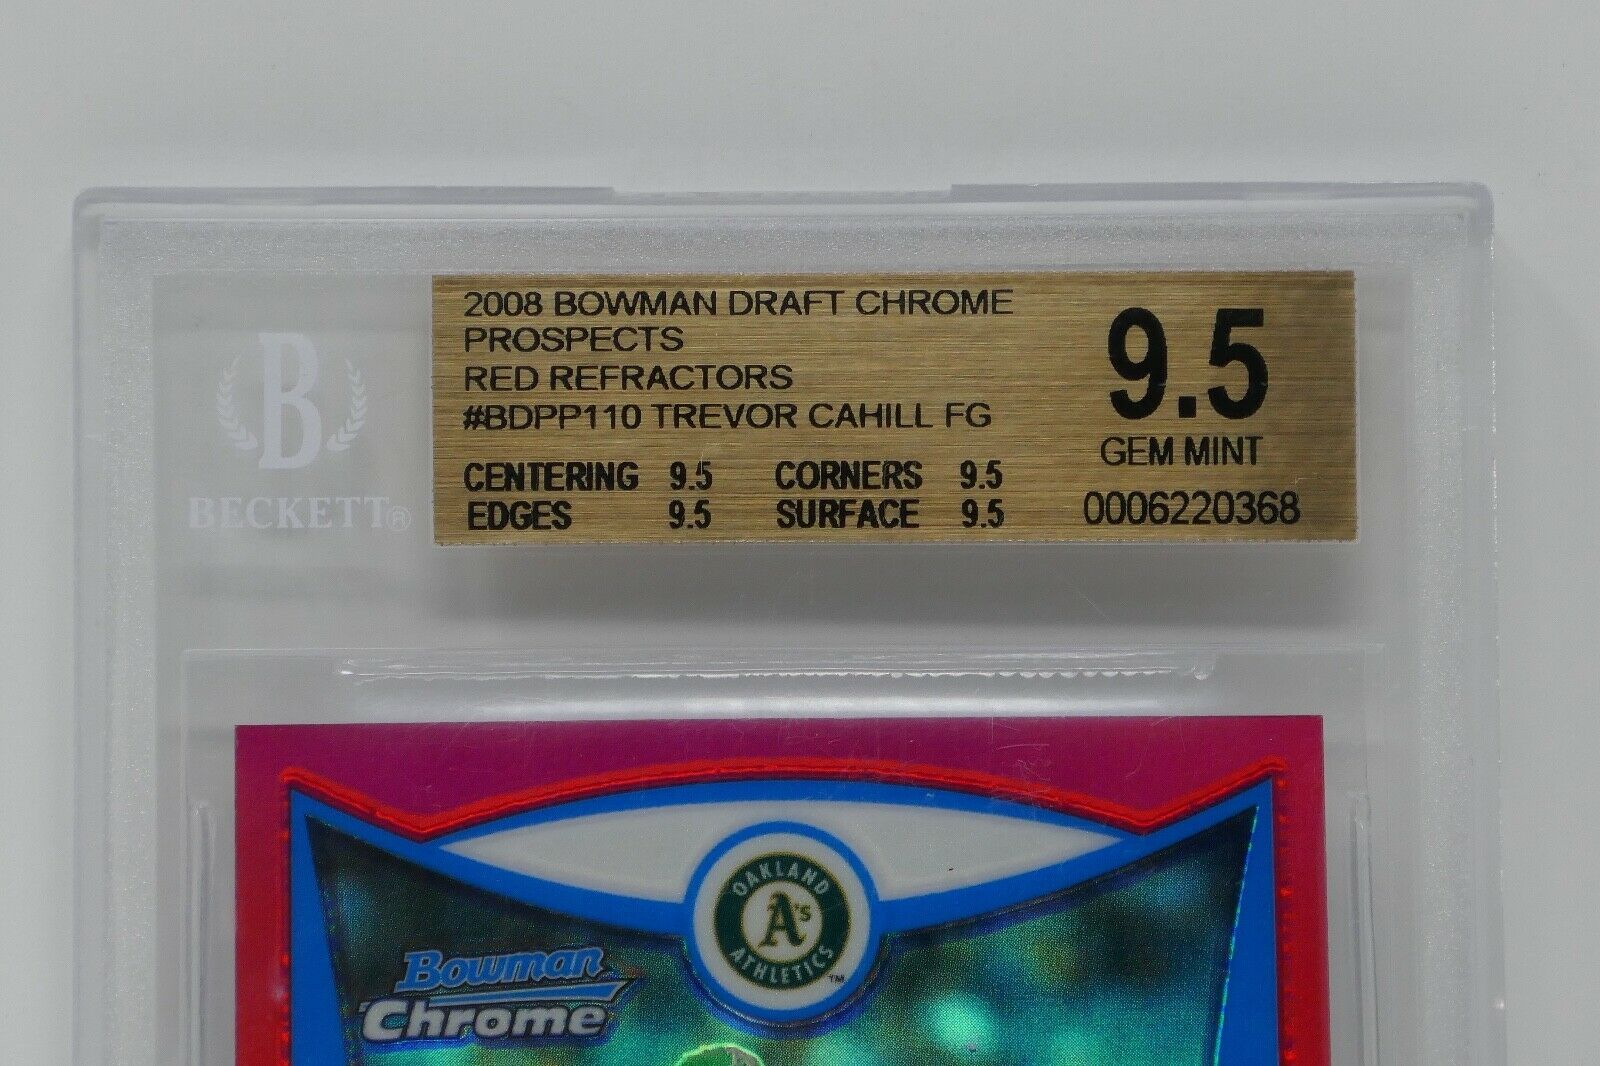 2008 BOWMAN DRAFT CHROME
PROSPECTS
RED REFRACTORS
#BDPP110 TREVOR CAHILL FG
CENTERING 9.5 CORNERS 9.5
EDGES 9.5 SURFACE 9.5
9.5
GEM MINT
0006220368
B
BECKETT®
OAKLAND
A's
ATHLETICS
TM
Bowman
Chrome